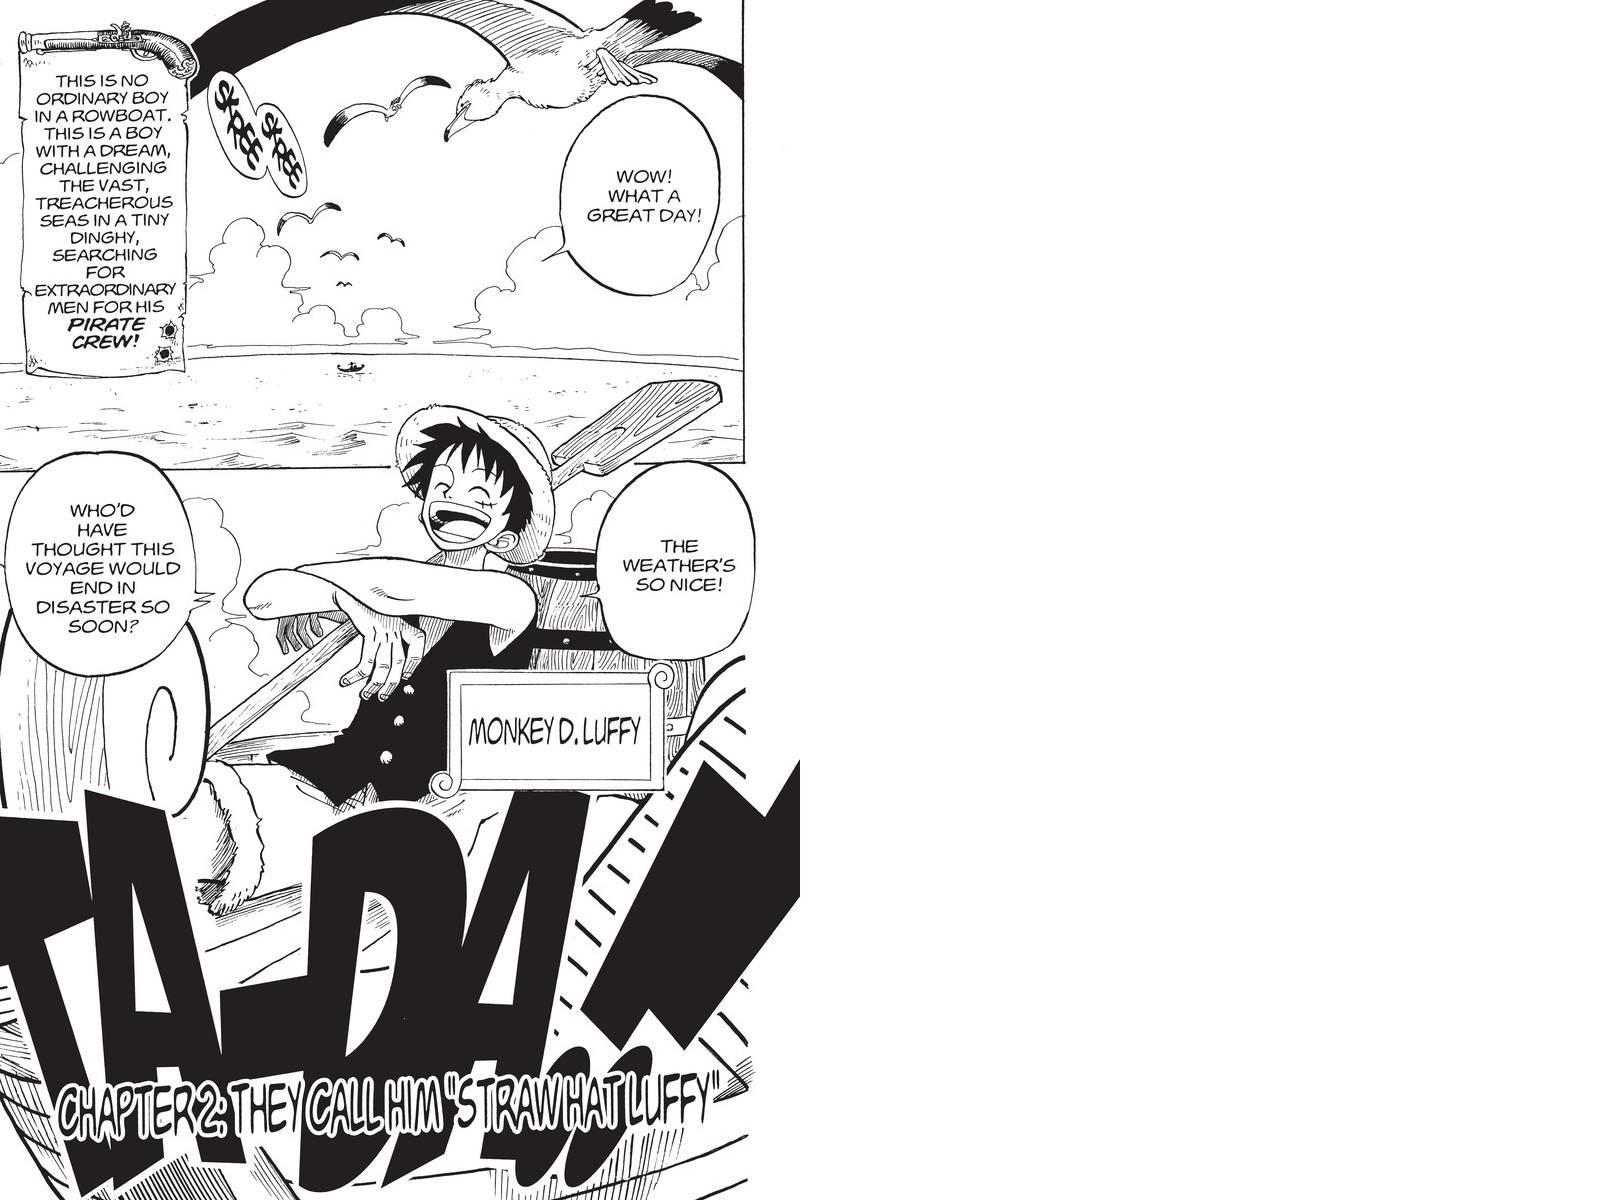 THIS IS NO
ORDINARY BOY
IN A ROWBOAT.
THIS IS A BOY
WITH A DREAM,
CHALLENGING
THE VAST,
TREACHEROUS
SEAS IN A TINY
DINGHY,
SEARCHING
FOR
EXTRAORDINARY
MEN FOR HIS
PIRATE
CREW!
SKREE
SKREE
WOW!
WHAT A
GREAT DAY!
THE
WEATHER'S
SO NICE!
WHO'D
HAVE
THOUGHT THIS
VOYAGE WOULD
END IN
DISASTER SO
SOON?
MONKEY D. LUFFY
TA-DA!!
CHAPTER 2: THEY CALL HIM "STRAW HAT LUFFY"